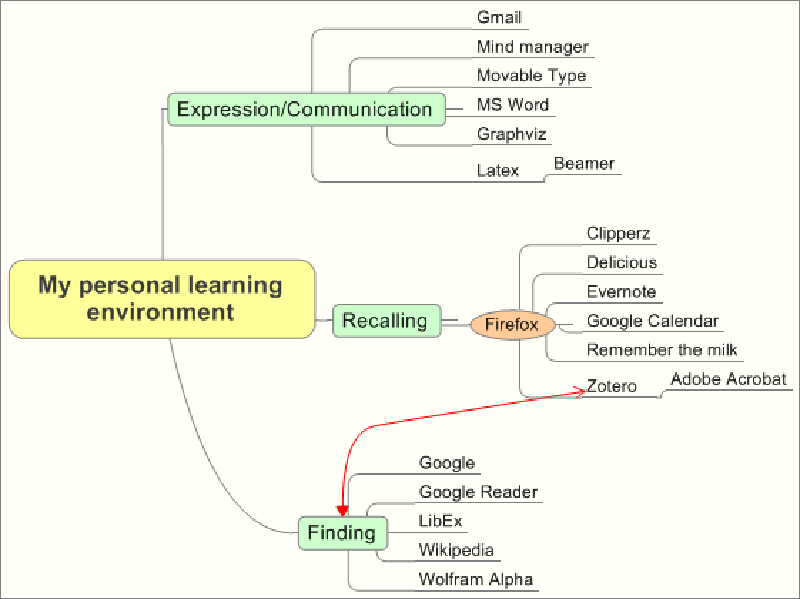 Gmail
Mind manager
Movable Type
Expression/Communication
MS Word
Graphviz
Latex
Beamer
My personal learning
environment
Recalling
Firefox
Clipperz
Delicious
Evernote
Google Calendar
Remember the milk
Zotero
Adobe Acrobat
Finding
Google
Google Reader
LibEx
Wikipedia
Wolfram Alpha